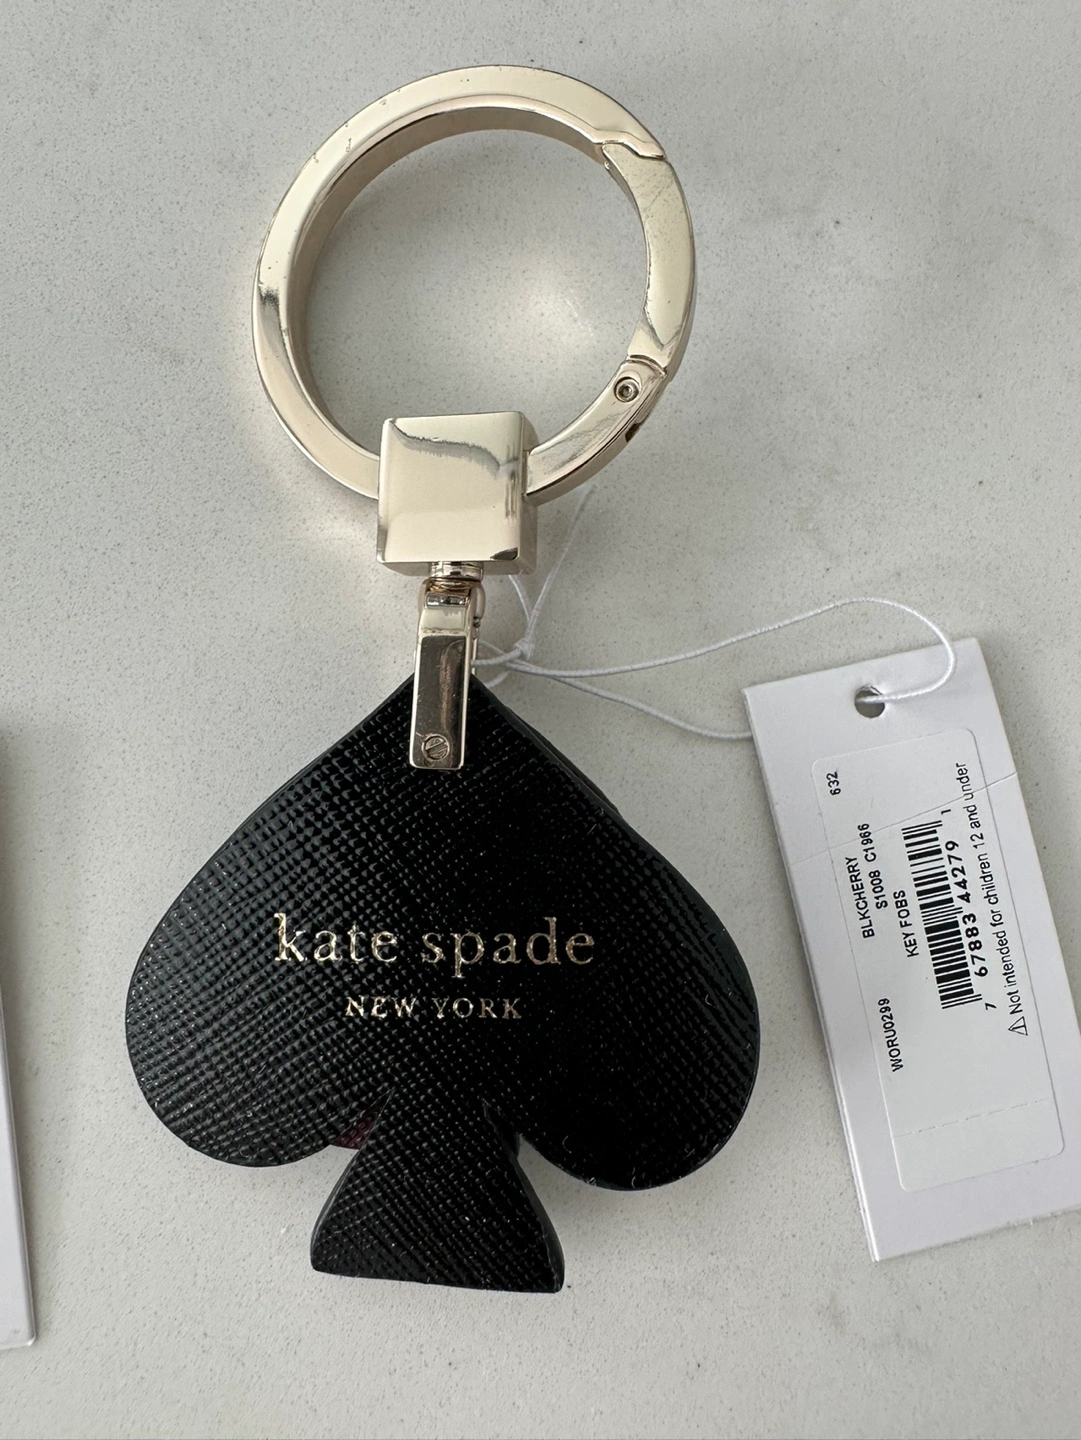 kate spade
NEW YORK
632
BLKCHERRY
S1008 C1966
WORU0299
KEY FOBS
7 67883 44279 1
⚠Not intended for children 12 and under